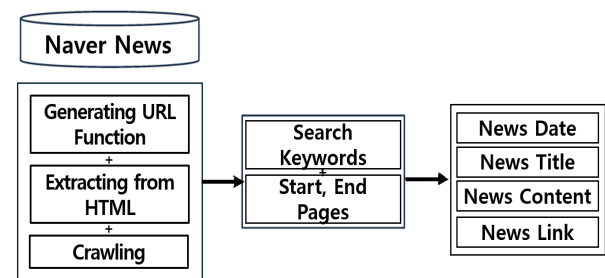 Naver News
Generating URL
Function
+
Extracting from
HTML
+
Crawling
Search
Keywords
+
Start, End
Pages
News Date
News Title
News Content
News Link